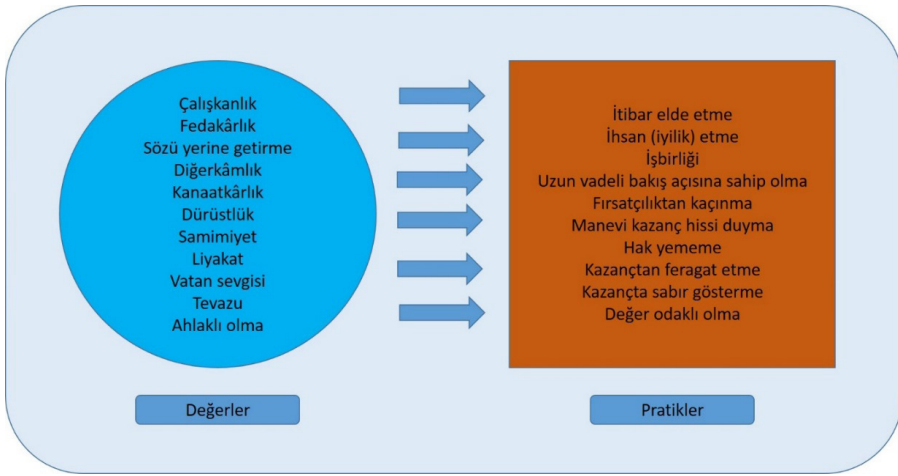 Çalışkanlık
Fedakârlık
Sözü yerine getirme
Diğerkâmlık
Kanaatkârlık
Dürüstlük
Samimiyet
Liyakat
Vatan sevgisi
Tevazu
Ahlaklı olma
Değerler
İtibar elde etme
İhsan (iyilik) etme
İşbirliği
Uzun vadeli bakış açısına sahip olma
Fırsatçılıktan kaçınma
Manevi kazanç hissi duyma
Hak yememe
Kazançtan feragat etme
Kazançta sabır gösterme
Değer odaklı olma
Pratikler